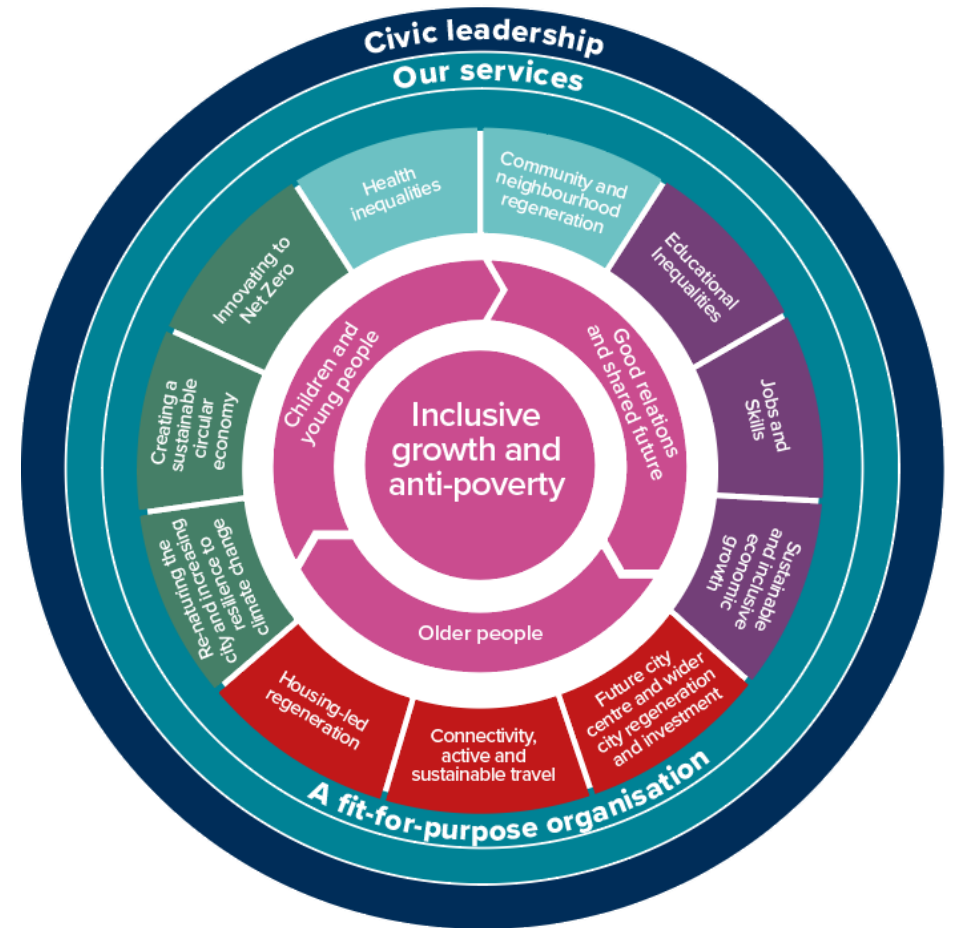 Civic leadership
Our services
Health
inequalities
Community and
neighbourhood
regeneration
Educational
Inequalities
Jobs and
Skills
Sustainable
and inclusive
economic
growth
Future city
centre and wider
city regeneration
and investment
Connectivity,
active and
sustainable travel
Housing-led
regeneration
Re-naturing the
city and increasing
resilience to
climate change
Creating a
sustainable
circular
economy
Innovating to
Net Zero
Children and
young people
Good relations
and shared future
Older people
Inclusive
growth and
anti-poverty
A fit-for-purpose organisation